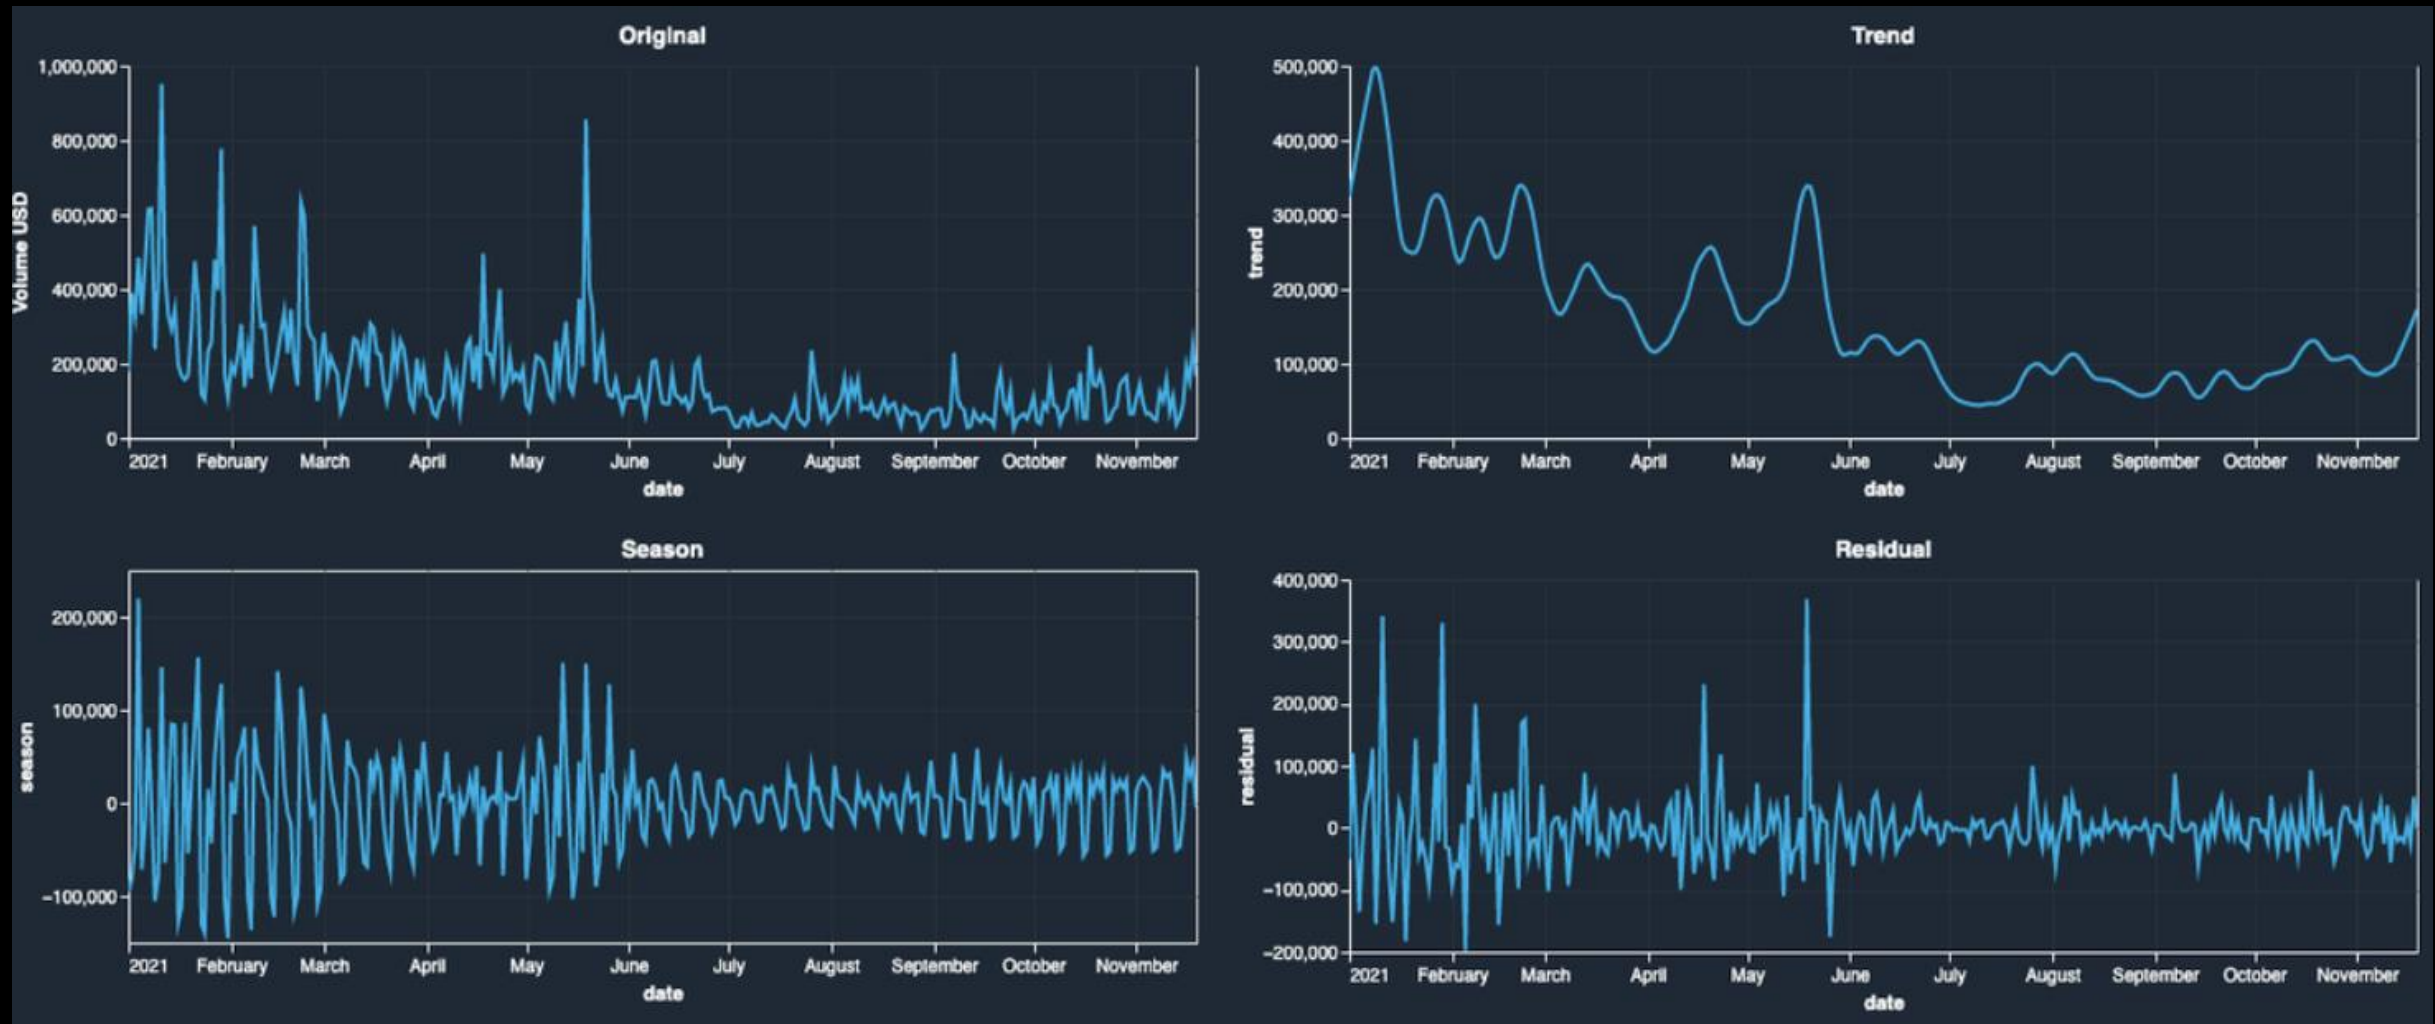 Original
1,000,000
800,000
600,000
400,000
200,000
0
Volume USD
2021 February March April May June July August September October November
date
Trend
500,000
400,000
300,000
200,000
100,000
0
trend
2021 February March April May June July August September October November
date
Season
200,000
100,000
0
−100,000
season
2021 February March April May June July August September October November
date
Residual
400,000
300,000
200,000
100,000
0
−100,000
−200,000
residual
2021 February March April May June July August September October November
date